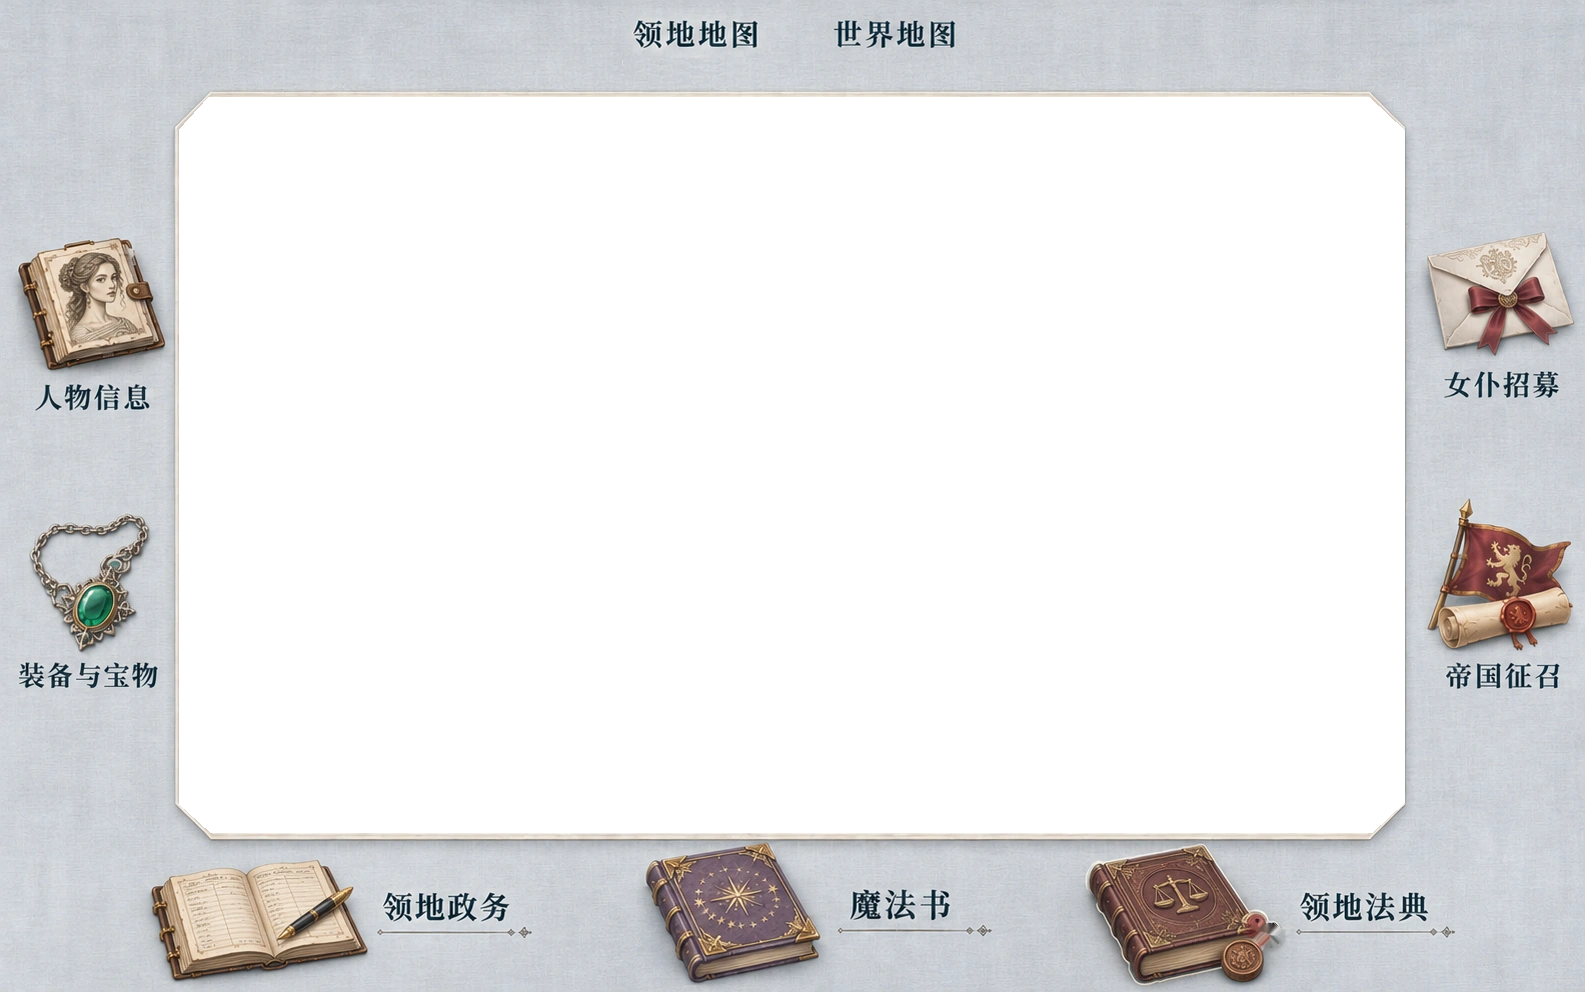 领地地图
世界地图
人物信息
女仆招募
装备与宝物
帝国征召
领地政务
魔法书
领地法典